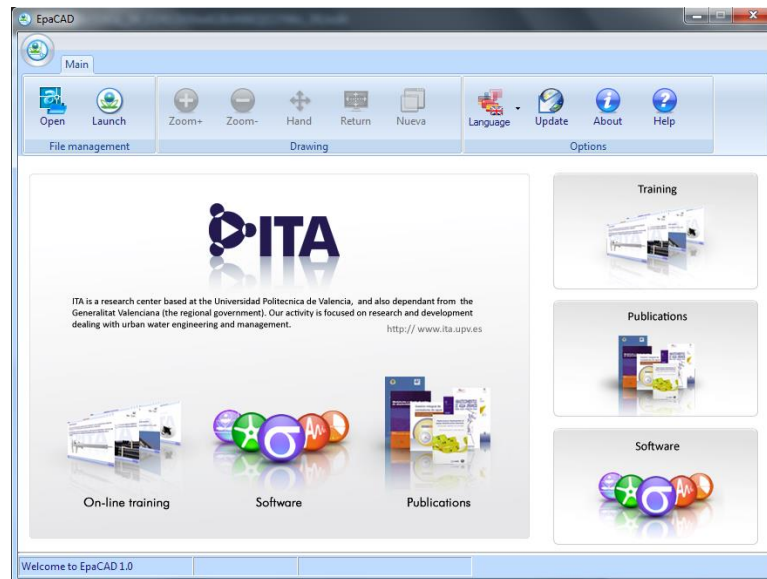 EpaCAD
Main
Open
Launch
Zoom+
Zoom-
Hand
Return
Nueva
Language
Update
About
Help
File management
Drawing
Options
ITA
ITA is a research center based at the Universidad Politecnica de Valencia, and also dependant from the
Generalitat Valenciana (the regional government). Our activity is focused on research and development
dealing with urban water engineering and management.
http:// www.ita.upv.es
On-line training
Software
Publications
Training
Publications
Software
Welcome to EpaCAD 1.0